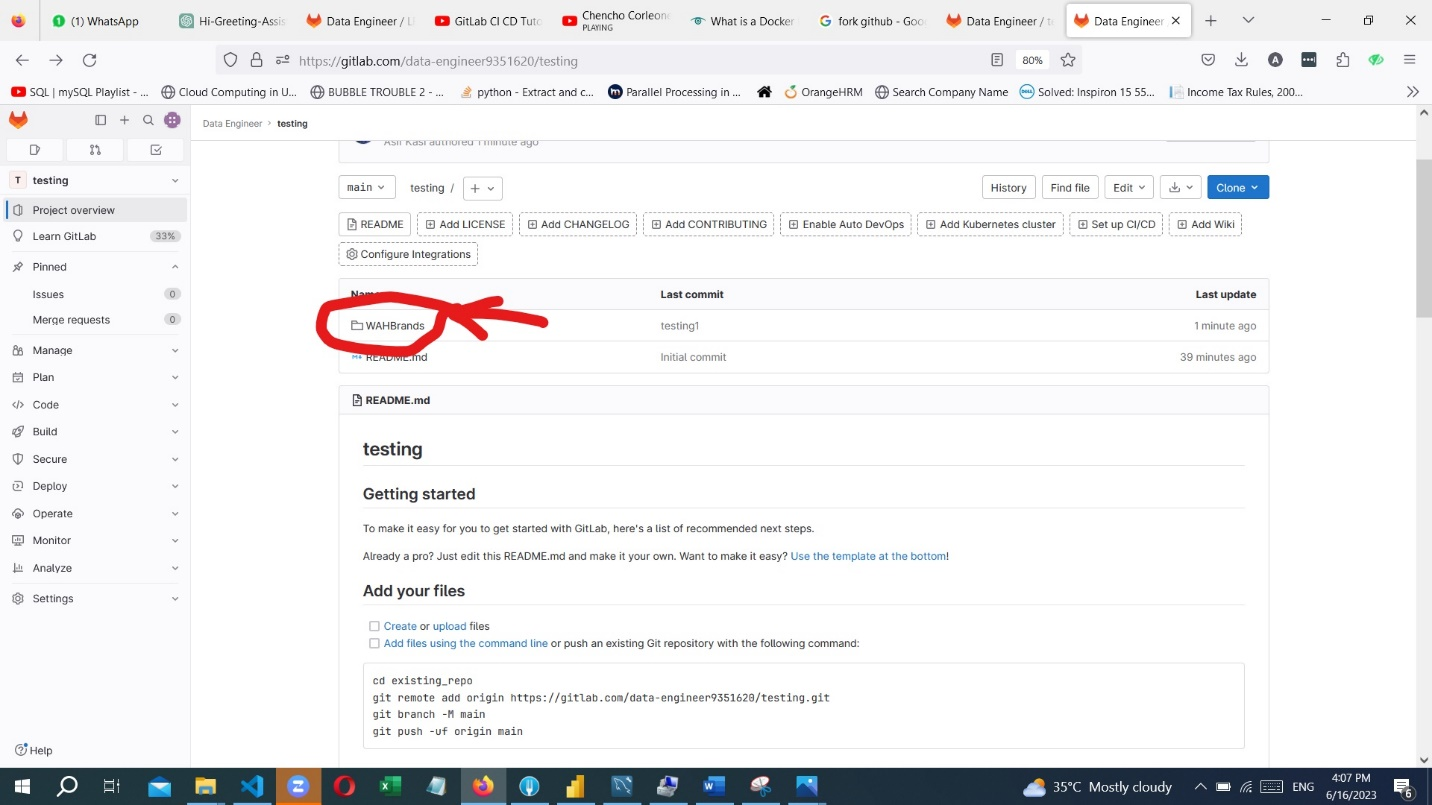 (1) WhatsApp
Hi-Greeting-Assis
Data Engineer / L
GitLab CI CD Tuto
Chencho Corleone
PLAYING
What is a Docker
fork github - Goo
Data Engineer / te
Data Engineer
https://gitlab.com/data-engineer9351620/testing
80%
SQL | mySQL Playlist - ...
Cloud Computing in U...
BUBBLE TROUBLE 2 - ...
python - Extract and c...
Parallel Processing in ...
OrangeHRM
Search Company Name
Solved: Inspiron 15 55...
Income Tax Rules, 200...
Data Engineer > testing
T testing
Project overview
Learn GitLab 33%
Pinned
Issues 0
Merge requests 0
Manage
Plan
Code
Build
Secure
Deploy
Operate
Monitor
Analyze
Settings
Help
authored 1 minute ago
main testing / +
History Find file Edit Clone
README Add LICENSE Add CHANGELOG Add CONTRIBUTING Enable Auto DevOps Add Kubernetes cluster Set up CI/CD Add Wiki
Configure Integrations
Name Last commit Last update
WAHBrands testing1 1 minute ago
README.md Initial commit 39 minutes ago
README.md
testing
Getting started
To make it easy for you to get started with GitLab, here's a list of recommended next steps.
Already a pro? Just edit this README.md and make it your own. Want to make it easy? Use the template at the bottom!
Add your files
Create or upload files
Add files using the command line or push an existing Git repository with the following command:
cd existing_repo
git remote add origin https://gitlab.com/data-engineer9351620/testing.git
git branch -M main
git push -uf origin main
35°C Mostly cloudy
ENG
4:07 PM
6/16/2023
6